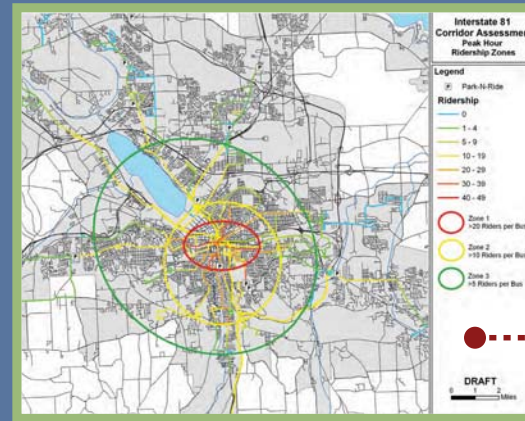 Interstate 81
Corridor Assessment
Peak Hour
Ridership Zones
Legend
P Park-N-Ride
Ridership
0
1 - 4
5 - 9
10 - 19
20 - 29
30 - 39
40 - 49
Zone 1
>20 Riders per Bus
Zone 2
>10 Riders per Bus
Zone 3
>5 Riders per Bus
DRAFT
0 1 2
Miles